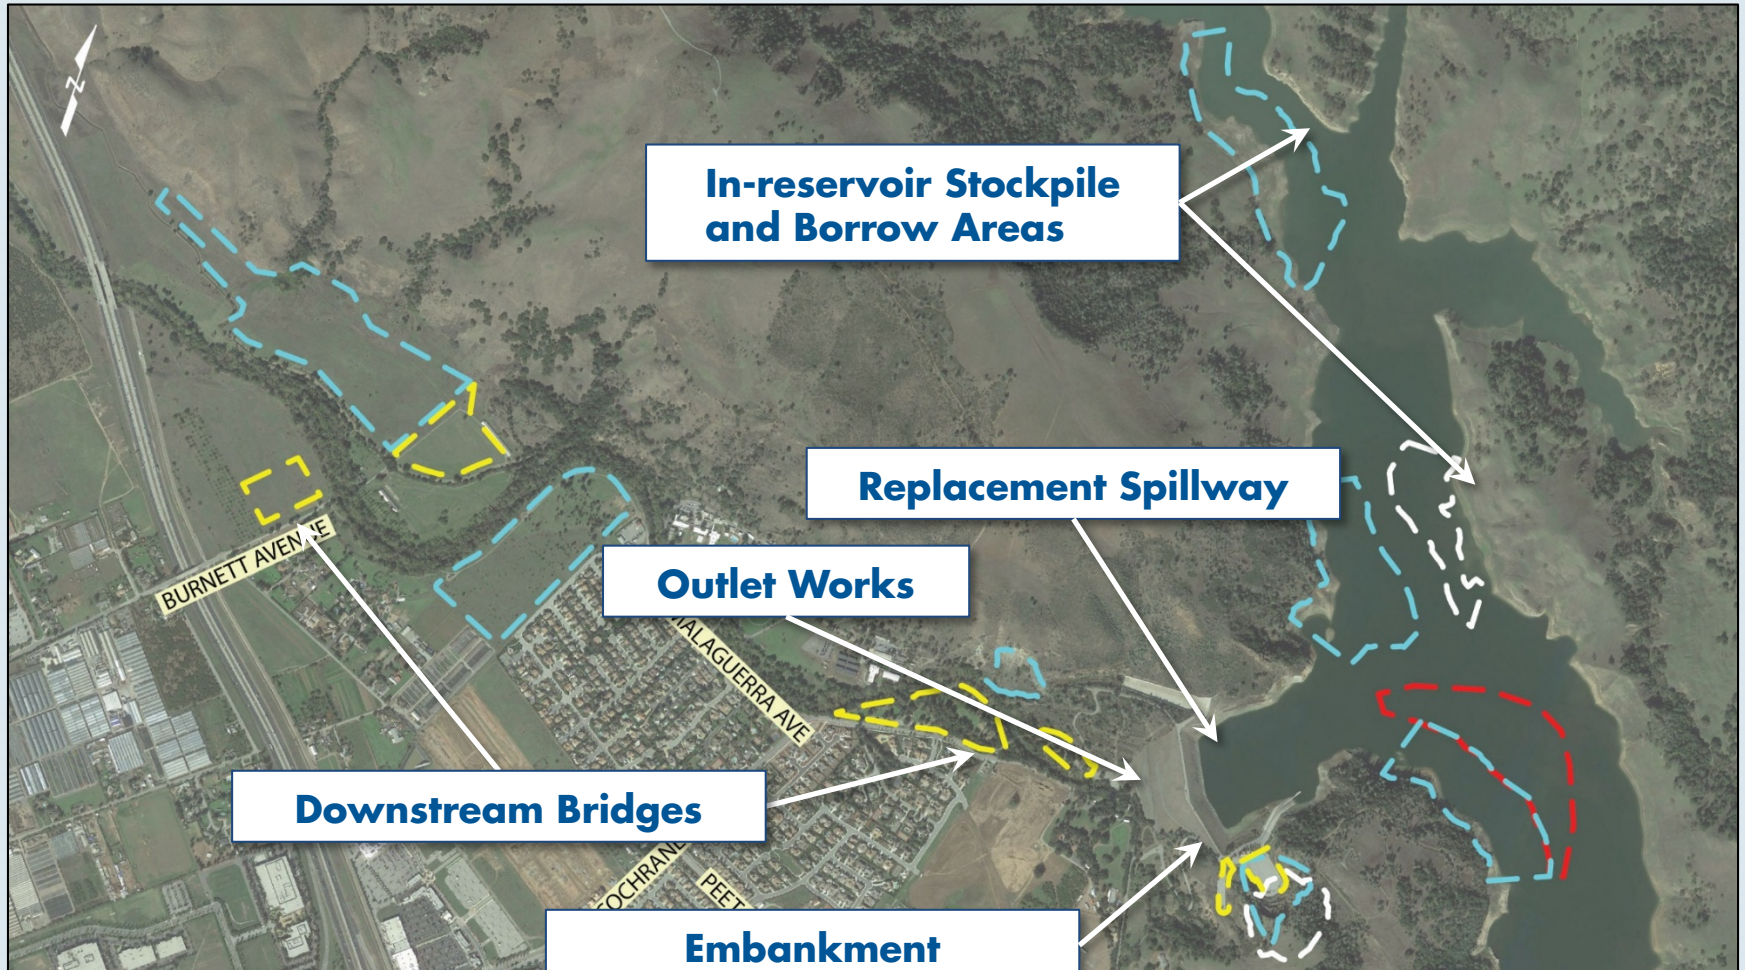 In-reservoir Stockpile
and Borrow Areas
Replacement Spillway
BURNETT AVENUE
Outlet Works
MALAGUERRA AVE
Downstream Bridges
COCHRANE
PEET
Embankment